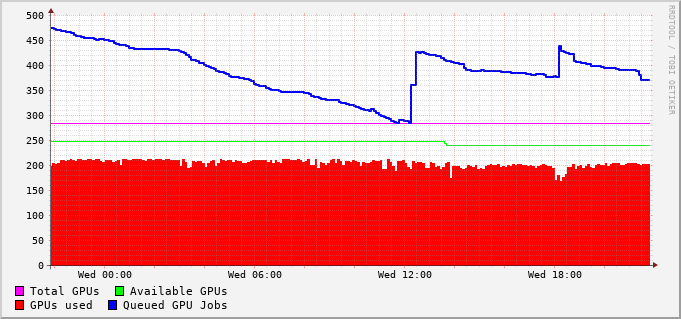 500
450
400
350
300
250
200
150
100
50
0
Wed 00:00 Wed 06:00 Wed 12:00 Wed 18:00
Total GPUs Available GPUs
GPUs used Queued GPU Jobs
RRDTOOL / TOBI OETIKER